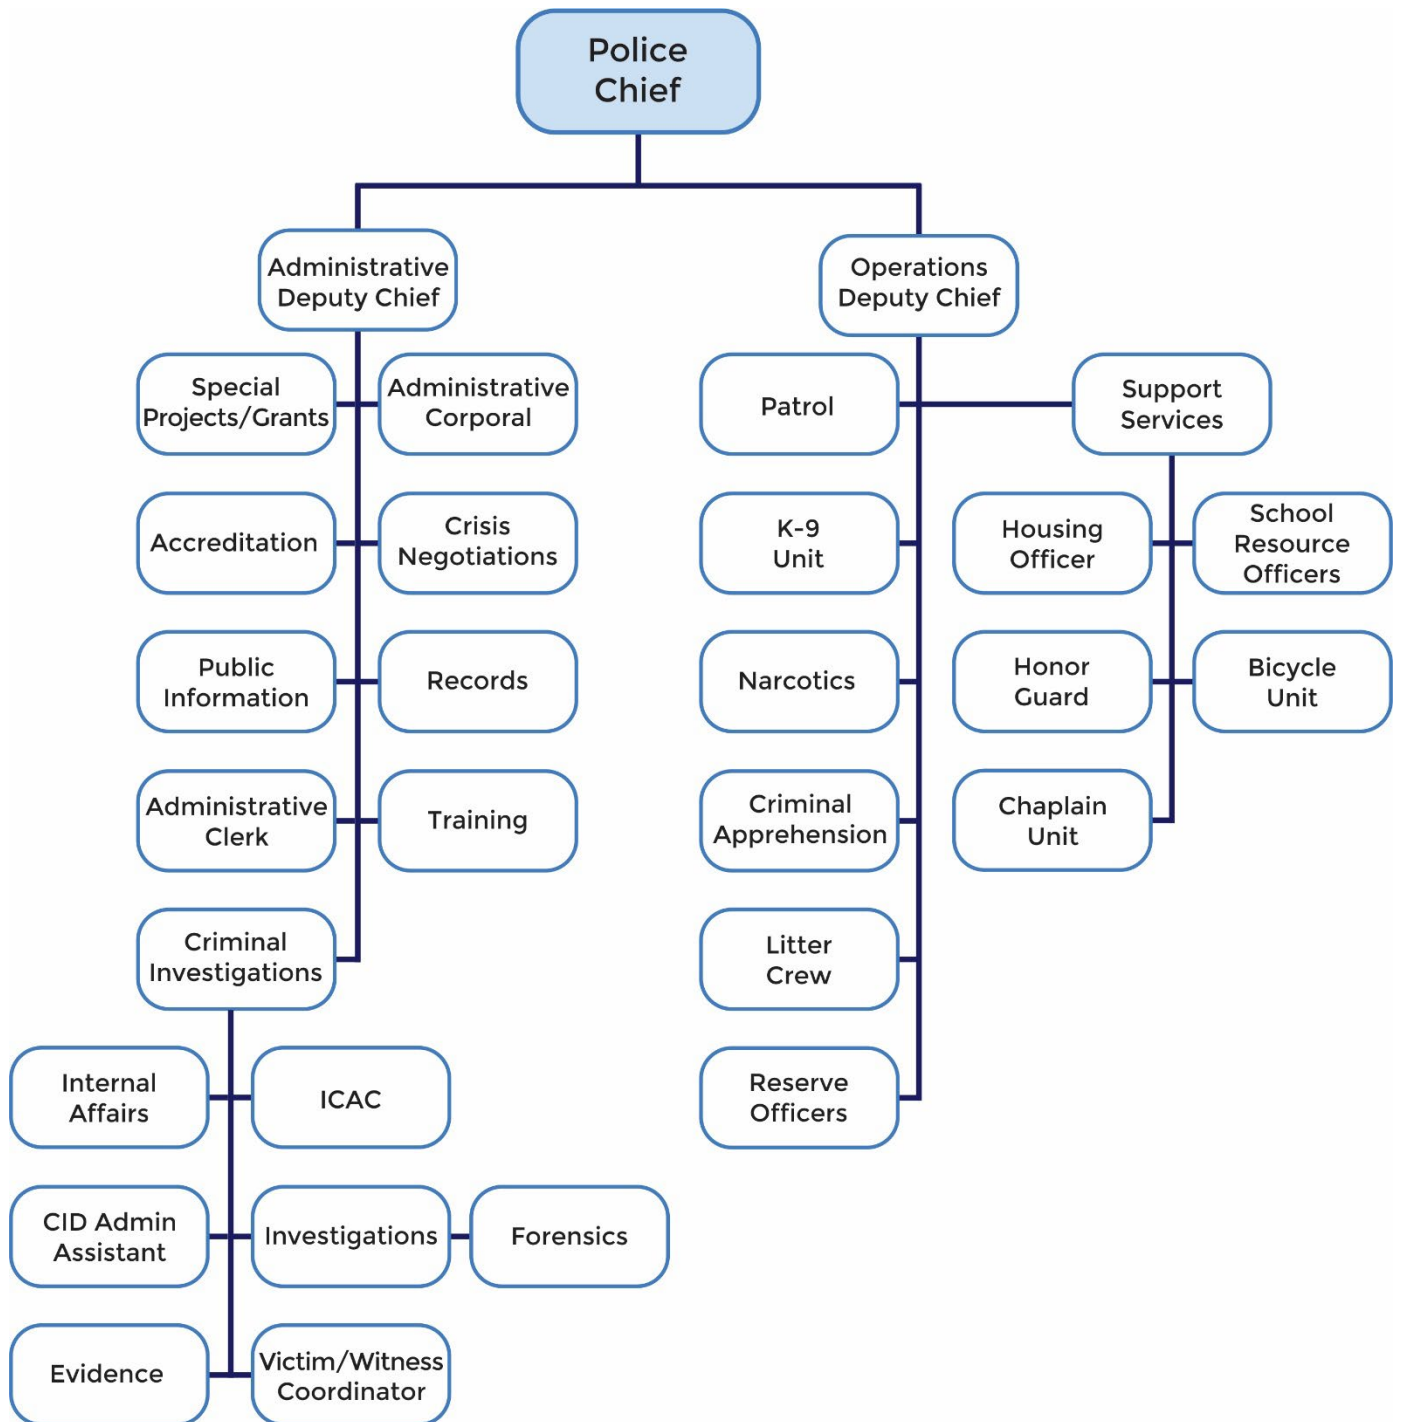 Police
Chief
Administrative
Deputy Chief
Operations
Deputy Chief
Special
Projects/Grants
Administrative
Corporal
Patrol
Support
Services
Accreditation
Crisis
Negotiations
K-9
Unit
Housing
Officer
School
Resource
Officers
Public
Information
Records
Narcotics
Honor
Guard
Bicycle
Unit
Administrative
Clerk
Training
Criminal
Apprehension
Chaplain
Unit
Criminal
Investigations
Litter
Crew
Internal
Affairs
ICAC
Reserve
Officers
CID Admin
Assistant
Investigations
Forensics
Evidence
Victim/Witness
Coordinator